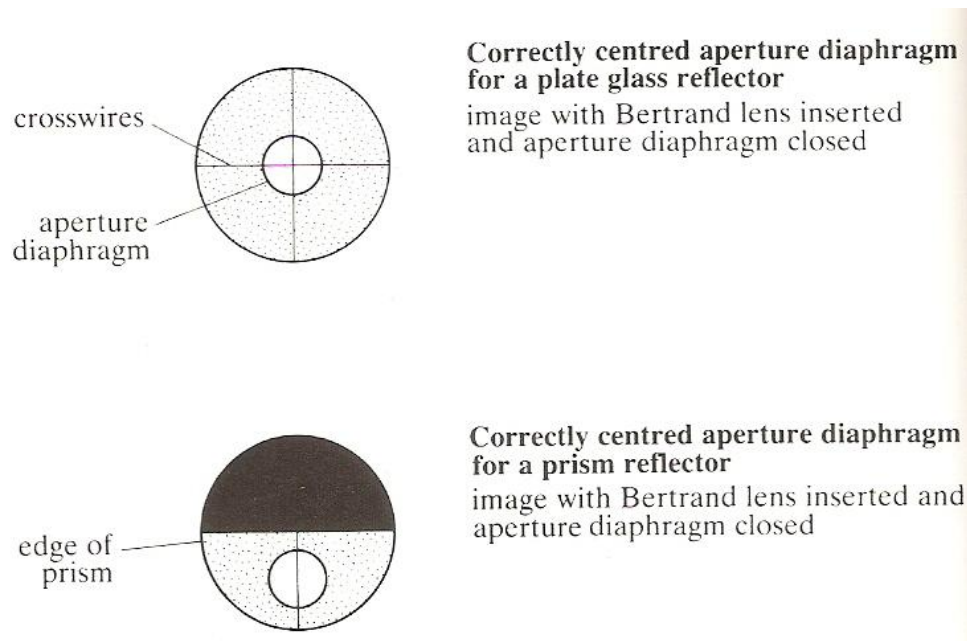 Correctly centred aperture diaphragm
for a plate glass reflector
image with Bertrand lens inserted
and aperture diaphragm closed
crosswires
aperture
diaphragm
Correctly centred aperture diaphragm
for a prism reflector
image with Bertrand lens inserted and
aperture diaphragm closed
edge of
prism